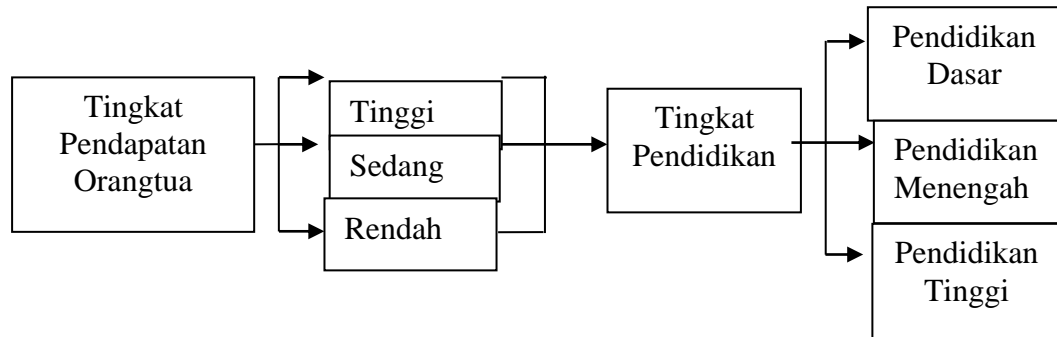 Tingkat
Pendapatan
Orangtua
Tinggi
Sedang
Rendah
Tingkat
Pendidikan
Pendidikan
Dasar
Pendidikan
Menengah
Pendidikan
Tinggi